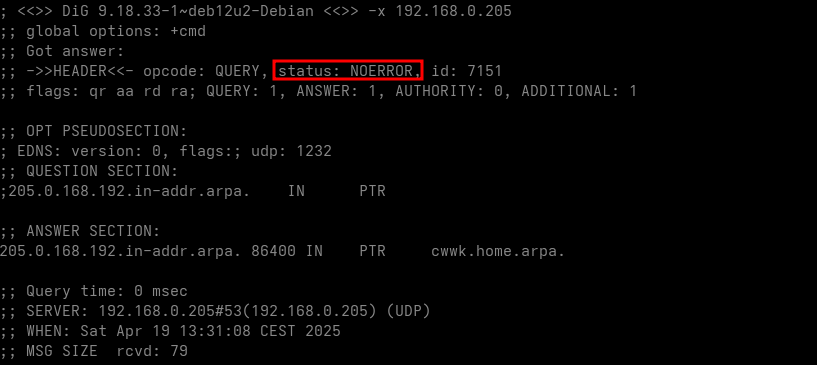 ; <<>> DiG 9.18.33-1~deb12u2-Debian <<>> -x 192.168.0.205
;; global options: +cmd
;; Got answer:
;; ->>HEADER<<- opcode: QUERY, status: NOERROR, id: 7151
;; flags: qr aa rd ra; QUERY: 1, ANSWER: 1, AUTHORITY: 0, ADDITIONAL: 1

;; OPT PSEUDOSECTION:
; EDNS: version: 0, flags:; udp: 1232
;; QUESTION SECTION:
;205.0.168.192.in-addr.arpa.    IN      PTR

;; ANSWER SECTION:
205.0.168.192.in-addr.arpa. 86400 IN    PTR     cwwk.home.arpa.

;; Query time: 0 msec
;; SERVER: 192.168.0.205#53(192.168.0.205) (UDP)
;; WHEN: Sat Apr 19 13:31:08 CEST 2025
;; MSG SIZE  rcvd: 79